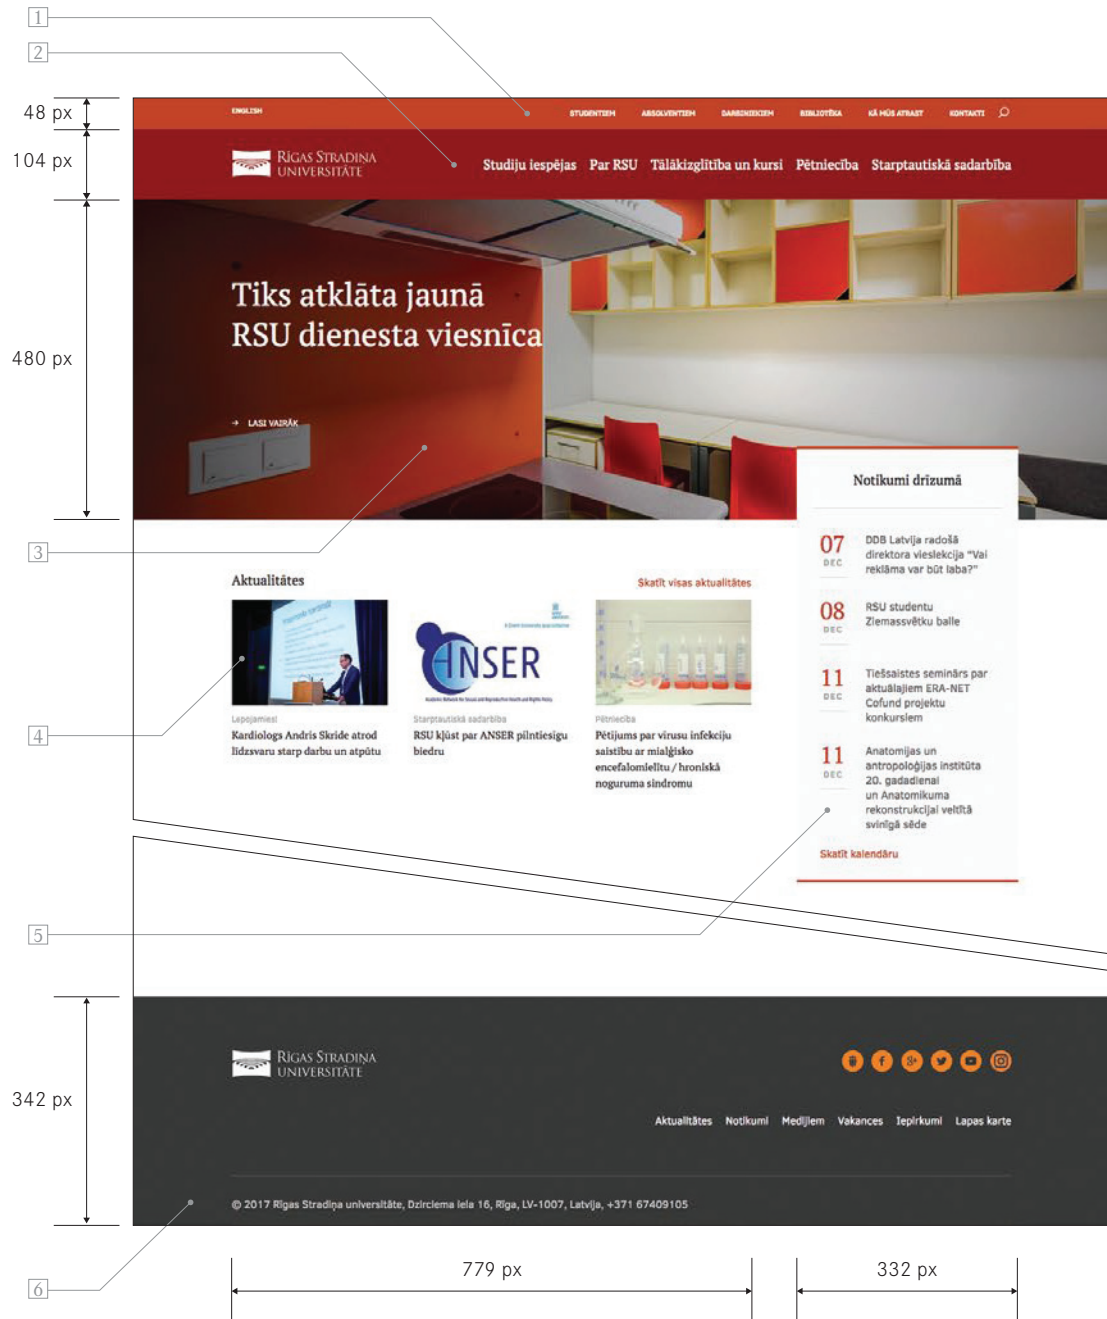 1
2
48 px
ENGLISH
STUDENTIEM ABSOLVENTIEM DARBINIEKIEM BIBLIOTĒKA KĀ MŪS ATRAST KONTAKTI
104 px
RĪGAS STRADIŅA
UNIVERSITĀTE
Studiju iespējas Par RSU Tālākizglītība un kursi Pētniecība Starptautiskā sadarbība
480 px
Tiks atklāta jaunā
RSU dienesta viesnīca
→ LASI VAIRĀK
3
Notikumi drīzumā
07
DEC
DDB Latvija radošā
direktora vieslekcija “Vai
reklāma var būt laba?”
08
DEC
RSU studentu
Ziemassvētku balle
11
DEC
Tiešsaistes seminārs par
aktuālajiem ERA-NET
Cofund projektu
konkursiem
11
DEC
Anatomijas un
antropoloģijas institūta
20. gadadienai
un Anatomikuma
rekonstrukcijai veltītā
svinīgā sēde
Skatīt kalendāru
Aktualitātes
Skatīt visas aktualitātes
ANSER
4
Lepojamies!
Kardiologs Andris Skride atrod
līdzsvaru starp darbu un atpūtu
Starptautiskā sadarbība
RSU kļūst par ANSER pilntiesīgu
biedru
Pētniecība
Pētījums par vīrusu infekciju
saistību ar mialģisko
encefalomielītu / hroniskā
noguruma sindromu
5
342 px
RĪGAS STRADIŅA
UNIVERSITĀTE
Aktualitātes Notikumi Medijiem Vakances Iepirkumi Lapas karte
© 2017 Rīgas Stradiņa universitāte, Dzirciema iela 16, Rīga, LV-1007, Latvija, +371 67409105
6
779 px
332 px